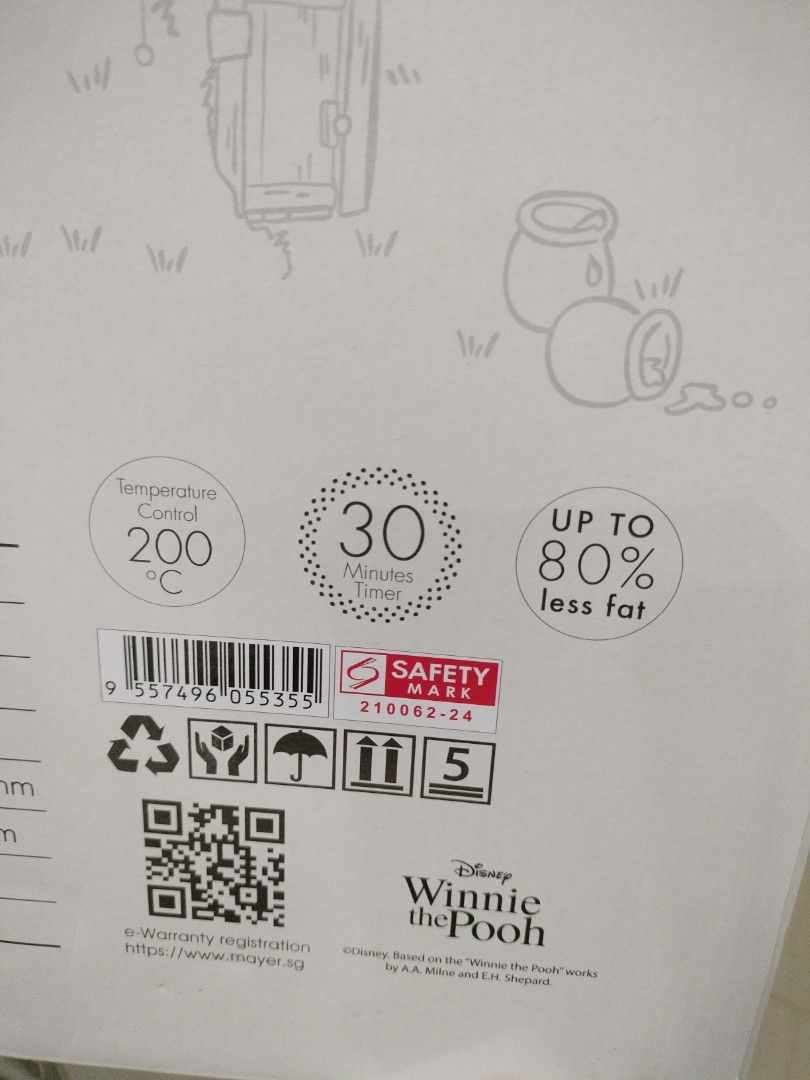 Temperature
Control
200
°C
30
Minutes
Timer
UP TO
80%
less fat
9 557496 055355
SAFETY
MARK
210062-24
5
mm
m
e-Warranty registration
https://www.mayer.sg
Disney
Winnie
the Pooh
©Disney. Based on the "Winnie the Pooh" works
by A.A. Milne and E.H. Shepard.